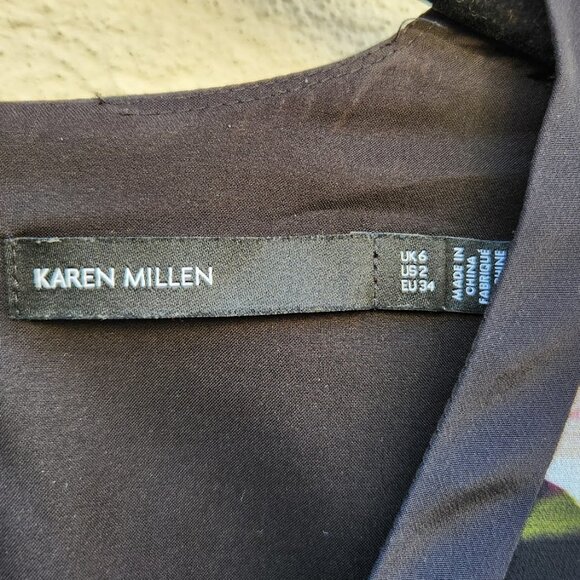 KAREN MILLEN
UK 6
US 2
EU 34
MADE IN
CHINA
FABRIQUÉ